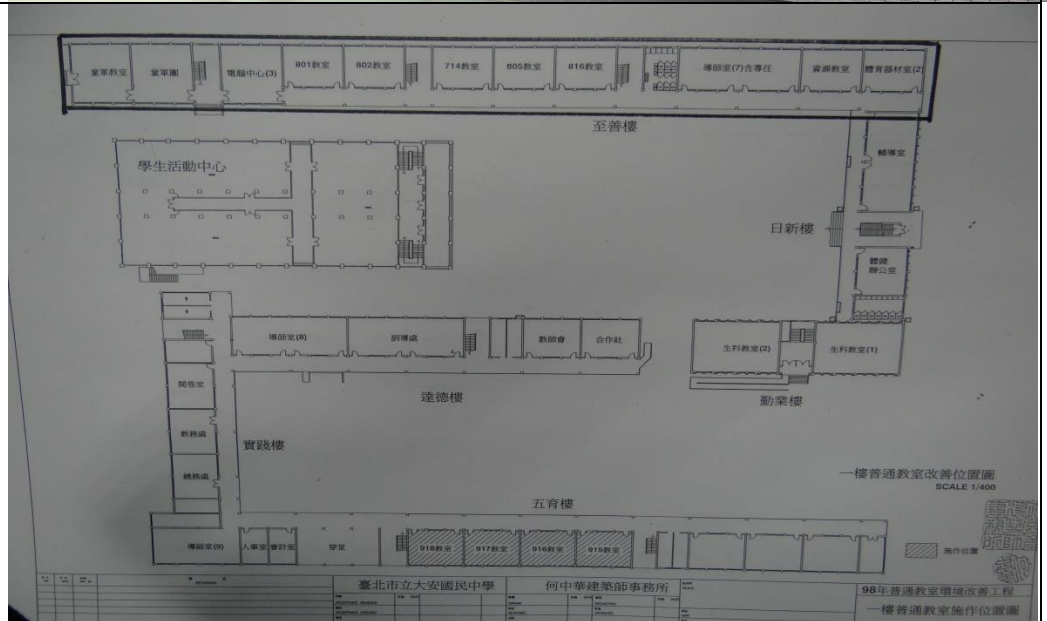 童軍教室 童軍團 電腦中心(3) 801教室 802教室 714教室 805教室 816教室 導師室(7)含專任 資源教室 體育器材室(2)
至善樓
學生活動中心
輔導室
日新樓
體健
辦公室
導師室(8) 訓導處 教師會 合作社
生科教室(2) 生科教室(1)
閱卷室
達德樓
勤業樓
教務處
實踐樓
總務處
一樓普通教室改善位置圖
SCALE 1/400
五育樓
導師室(9) 人事室 會計室 穿堂 918教室 917教室 916教室 915教室
施作位置
臺北市立大安國民中學 何中華建築師事務所 98年普通教室環境改善工程
一樓普通教室施作位置圖